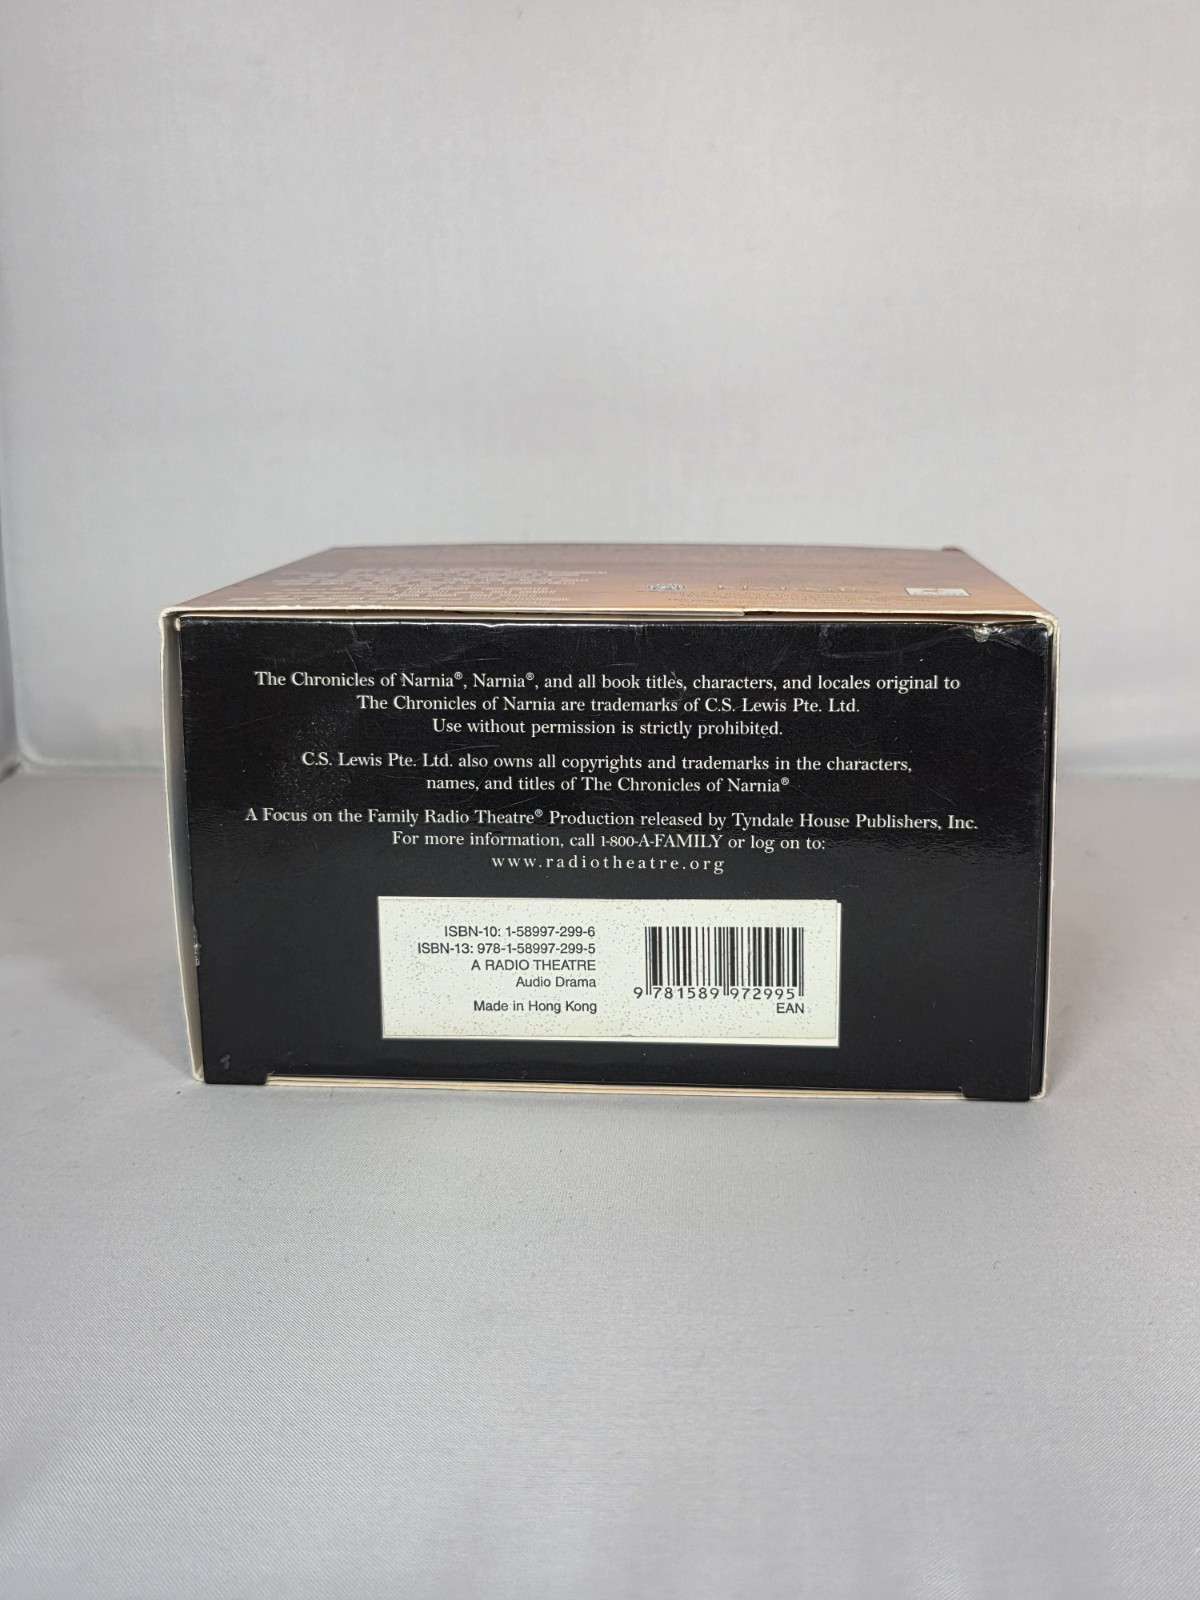 The Chronicles of Narnia®, Narnia®, and all book titles, characters, and locales original to
The Chronicles of Narnia are trademarks of C.S. Lewis Pte. Ltd.
Use without permission is strictly prohibited.
C.S. Lewis Pte. Ltd. also owns all copyrights and trademarks in the characters,
names, and titles of The Chronicles of Narnia®
A Focus on the Family Radio Theatre® Production released by Tyndale House Publishers, Inc.
For more information, call 1-800-A-FAMILY or log on to:
www.radiotheatre.org
ISBN-10: 1-58997-299-6
ISBN-13: 978-1-58997-299-5
A RADIO THEATRE
Audio Drama
Made in Hong Kong
9 781589 972995
EAN